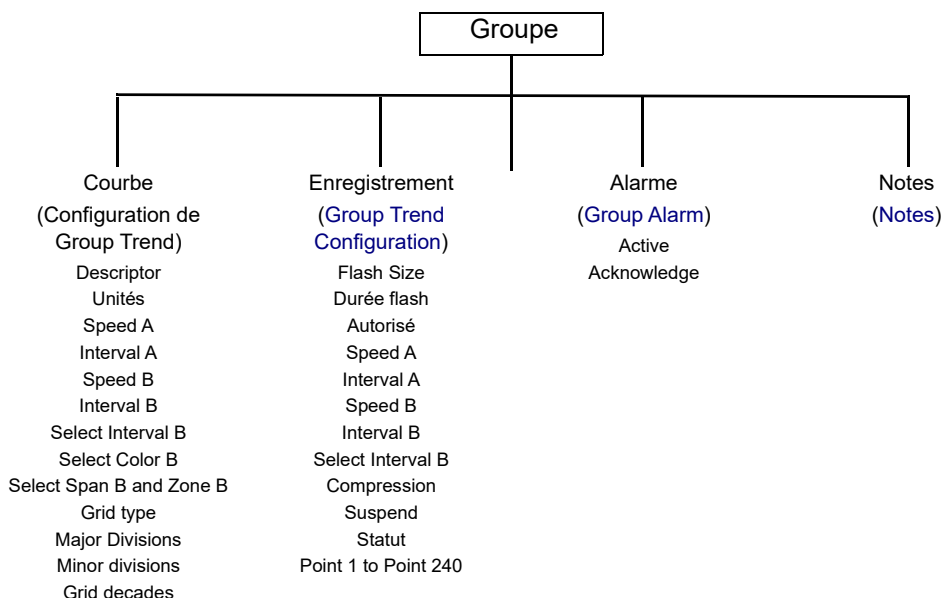 Groupe
Courbe
(Configuration de
Group Trend)
Descriptor
Unités
Speed A
Interval A
Speed B
Interval B
Select Interval B
Select Color B
Select Span B and Zone B
Grid type
Major Divisions
Minor divisions
Grid decades
Enregistrement
(Group Trend
Configuration)
Flash Size
Durée flash
Autorisé
Speed A
Interval A
Speed B
Interval B
Select Interval B
Compression
Suspend
Statut
Point 1 to Point 240
Alarme
(Group Alarm)
Active
Acknowledge
Notes
(Notes)